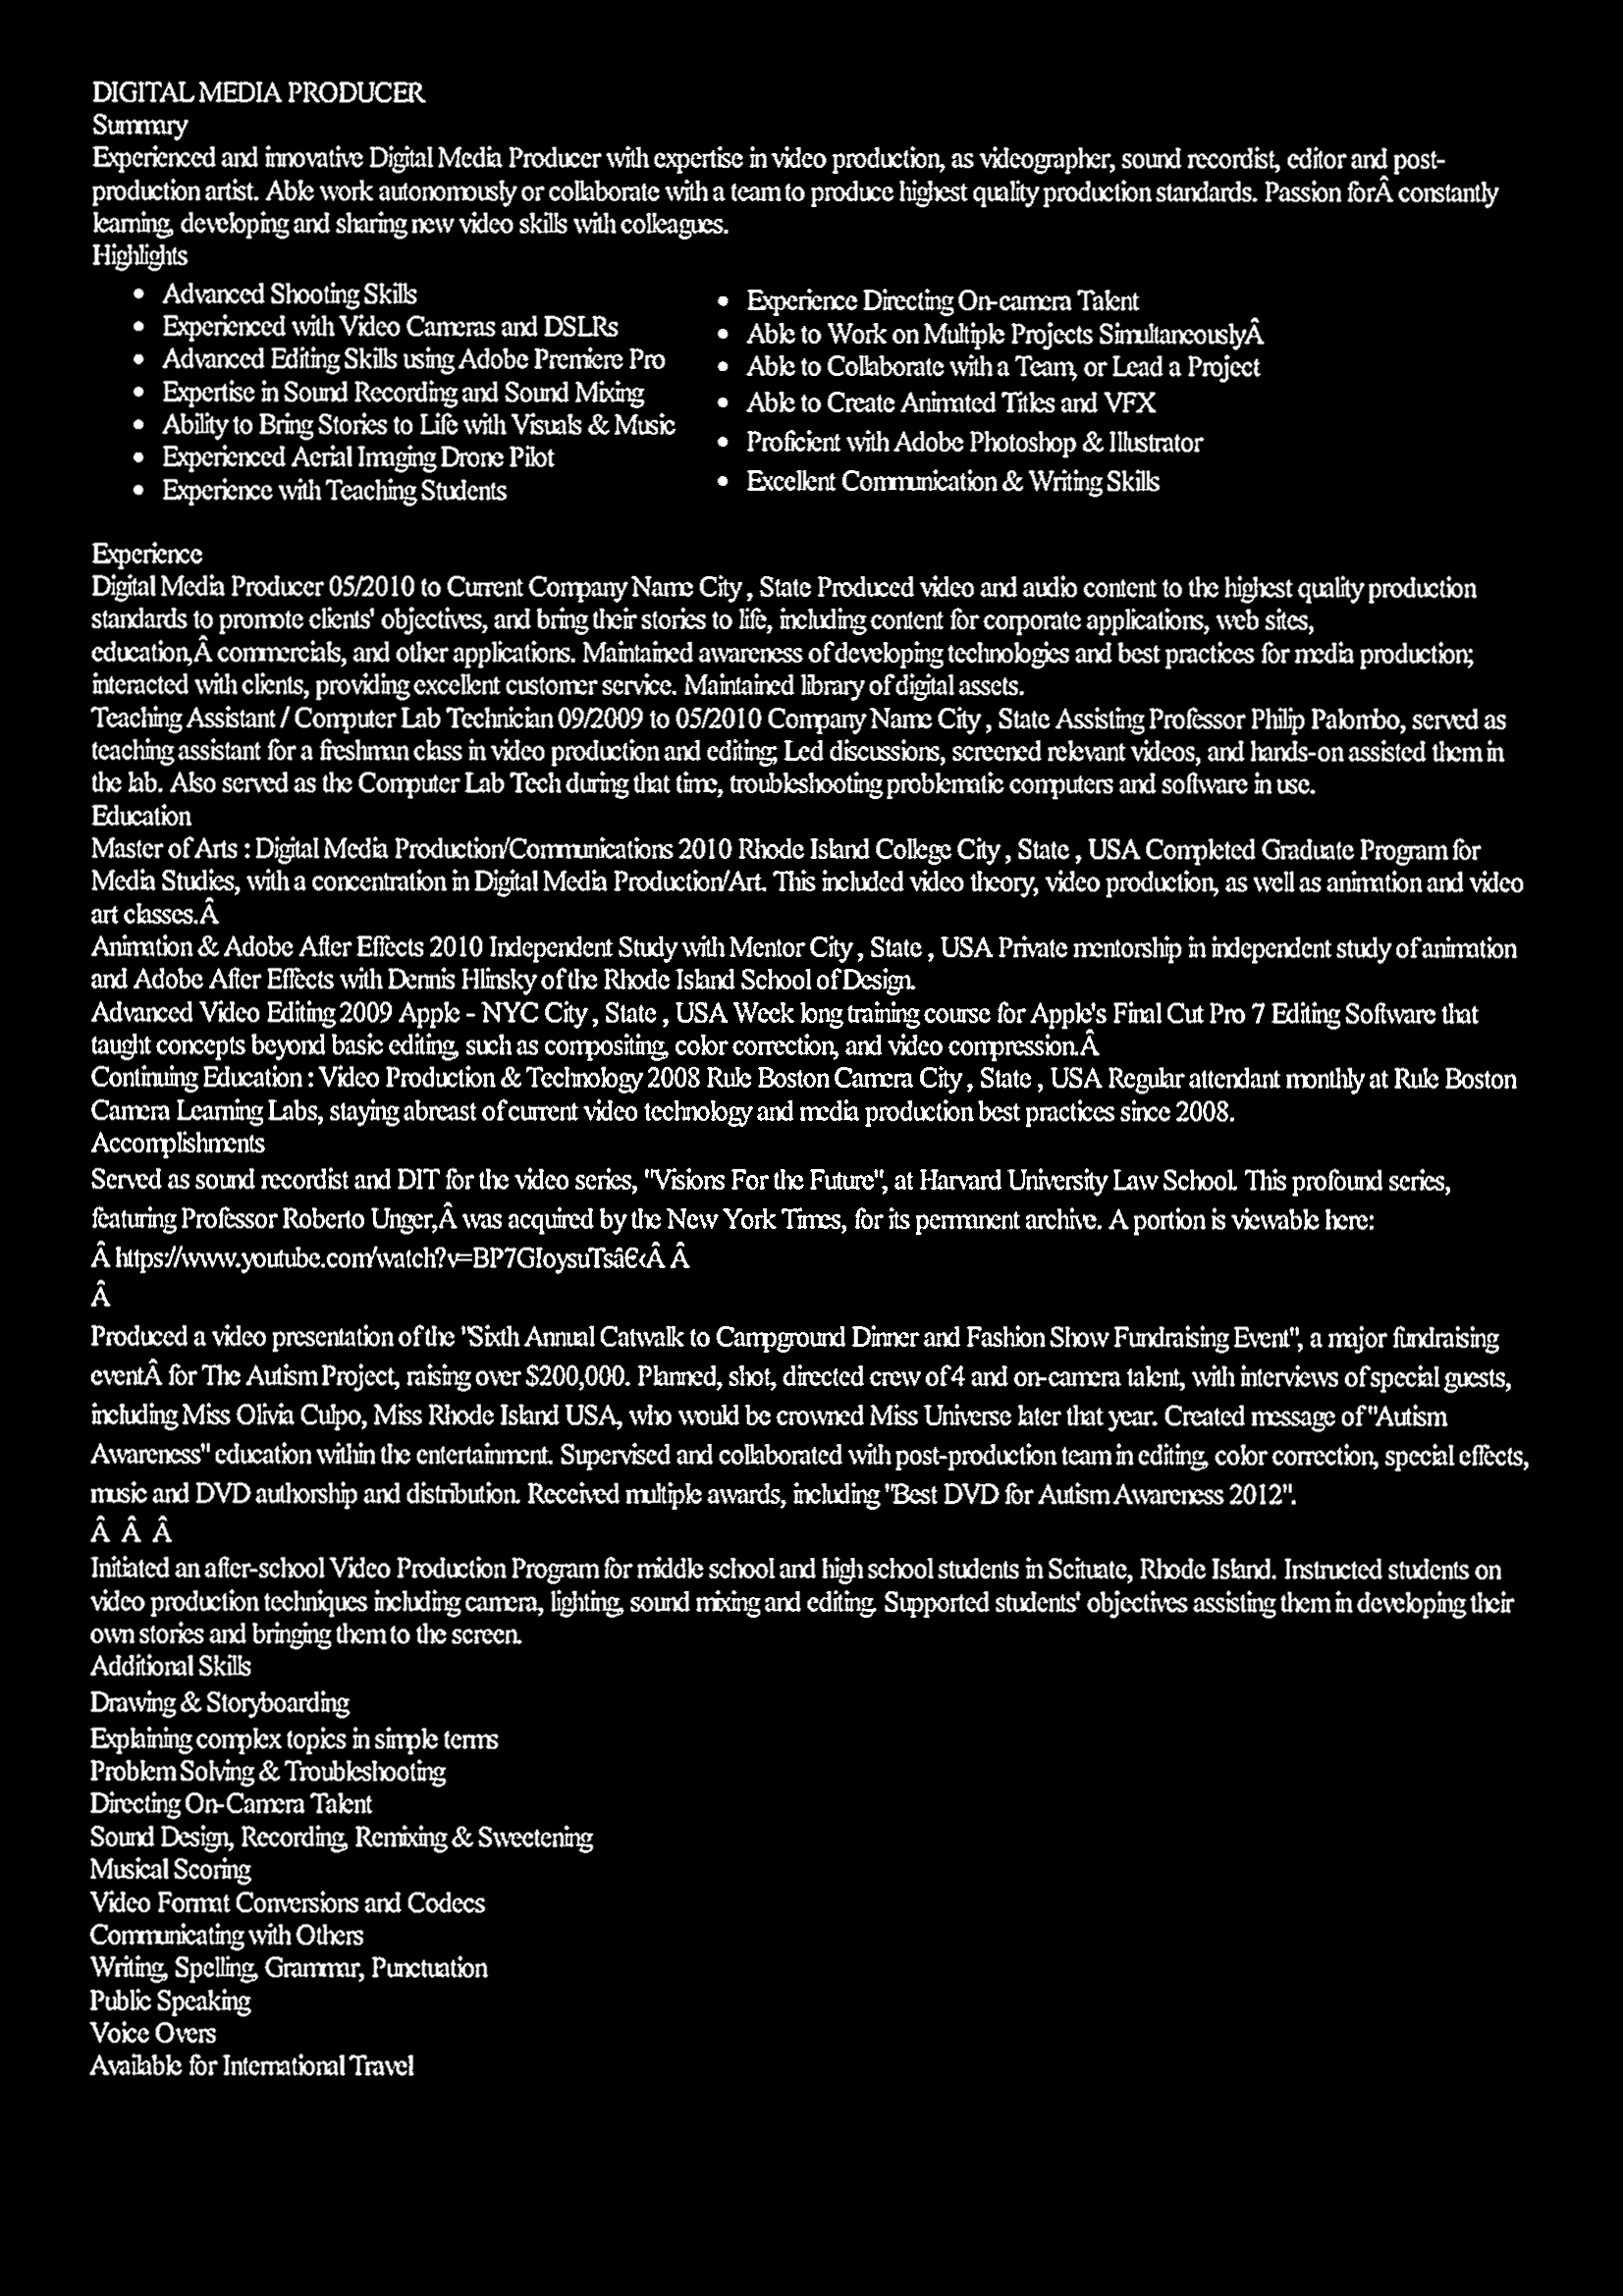 DIGITAL MEDIA PRODUCER
Summary
Experienced and innovative Digital Media Producer with expertise in video production, as videographer, sound recordist, editor and post-
production artist. Able work autonomously or collaborate with a team to produce highest quality production standards. Passion forÂ constantly
learning, developing and sharing new video skills with colleagues.
Highlights
• Advanced Shooting Skills
• Experienced with Video Cameras and DSLRs
• Advanced Editing Skills using Adobe Premiere Pro
• Expertise in Sound Recording and Sound Mixing
• Ability to Bring Stories to Life with Visuals & Music
• Experienced Aerial Imaging Drone Pilot
• Experience with Teaching Students
• Experience Directing On-camera Talent
• Able to Work on Multiple Projects SimultaneouslyÂ
• Able to Collaborate with a Team, or Lead a Project
• Able to Create Animated Titles and VFX
• Proficient with Adobe Photoshop & Illustrator
• Excellent Communication & Writing Skills
Experience
Digital Media Producer 05/2010 to Current Company Name City , State Produced video and audio content to the highest quality production
standards to promote clients' objectives, and bring their stories to life, including content for corporate applications, web sites,
education,Â commercials, and other applications. Maintained awareness of developing technologies and best practices for media production;
interacted with clients, providing excellent customer service. Maintained library of digital assets.
Teaching Assistant / Computer Lab Technician 09/2009 to 05/2010 Company Name City , State Assisting Professor Philip Palombo, served as
teaching assistant for a freshman class in video production and editing; Led discussions, screened relevant videos, and hands-on assisted them in
the lab. Also served as the Computer Lab Tech during that time, troubleshooting problematic computers and software in use.
Education
Master of Arts : Digital Media Production/Communications 2010 Rhode Island College City , State , USA Completed Graduate Program for
Media Studies, with a concentration in Digital Media Production/Art. This included video theory, video production, as well as animation and video
art classes.Â
Animation & Adobe After Effects 2010 Independent Study with Mentor City , State , USA Private mentorship in independent study of animation
and Adobe After Effects with Dennis Hlinsky of the Rhode Island School of Design.
Advanced Video Editing 2009 Apple - NYC City , State , USA Week long training course for Apple's Final Cut Pro 7 Editing Software that
taught concepts beyond basic editing, such as compositing, color correction, and video compression.Â
Continuing Education : Video Production & Technology 2008 Rule Boston Camera City , State , USA Regular attendant monthly at Rule Boston
Camera Learning Labs, staying abreast of current video technology and media production best practices since 2008.
Accomplishments
Served as sound recordist and DIT for the video series, "Visions For the Future", at Harvard University Law School. This profound series,
featuring Professor Roberto Unger,Â was acquired by the New York Times, for its permanent archive. A portion is viewable here:
Â https://www.youtube.com/watch?v=BP7GIoysuTsâ€‹Â Â
Â
Produced a video presentation of the "Sixth Annual Catwalk to Campground Dinner and Fashion Show Fundraising Event", a major fundraising
eventÂ for The Autism Project, raising over $200,000. Planned, shot, directed crew of 4 and on-camera talent, with interviews of special guests,
including Miss Olivia Culpo, Miss Rhode Island USA, who would be crowned Miss Universe later that year. Created message of "Autism
Awareness" education within the entertainment. Supervised and collaborated with post-production team in editing, color correction, special effects,
music and DVD authorship and distribution. Received multiple awards, including "Best DVD for Autism Awareness 2012".
Â Â Â
Initiated an after-school Video Production Program for middle school and high school students in Scituate, Rhode Island. Instructed students on
video production techniques including camera, lighting, sound mixing and editing. Supported students' objectives assisting them in developing their
own stories and bringing them to the screen.
Additional Skills
Drawing & Storyboarding
Explaining complex topics in simple terms
Problem Solving & Troubleshooting
Directing On-Camera Talent
Sound Design, Recording, Remixing & Sweetening
Musical Scoring
Video Format Conversions and Codecs
Communicating with Others
Writing, Spelling, Grammar, Punctuation
Public Speaking
Voice Overs
Available for International Travel